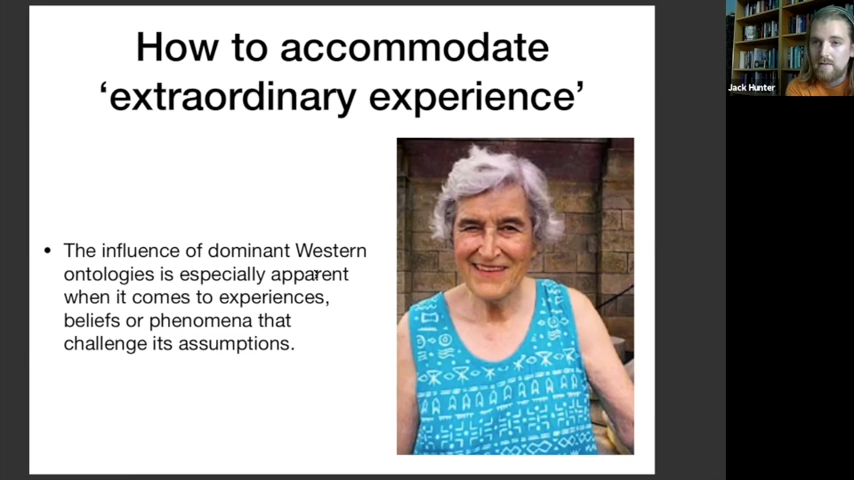 How to accommodate
‘extraordinary experience’
• The influence of dominant Western
ontologies is especially apparent
when it comes to experiences,
beliefs or phenomena that
challenge its assumptions.
Jack Hunter